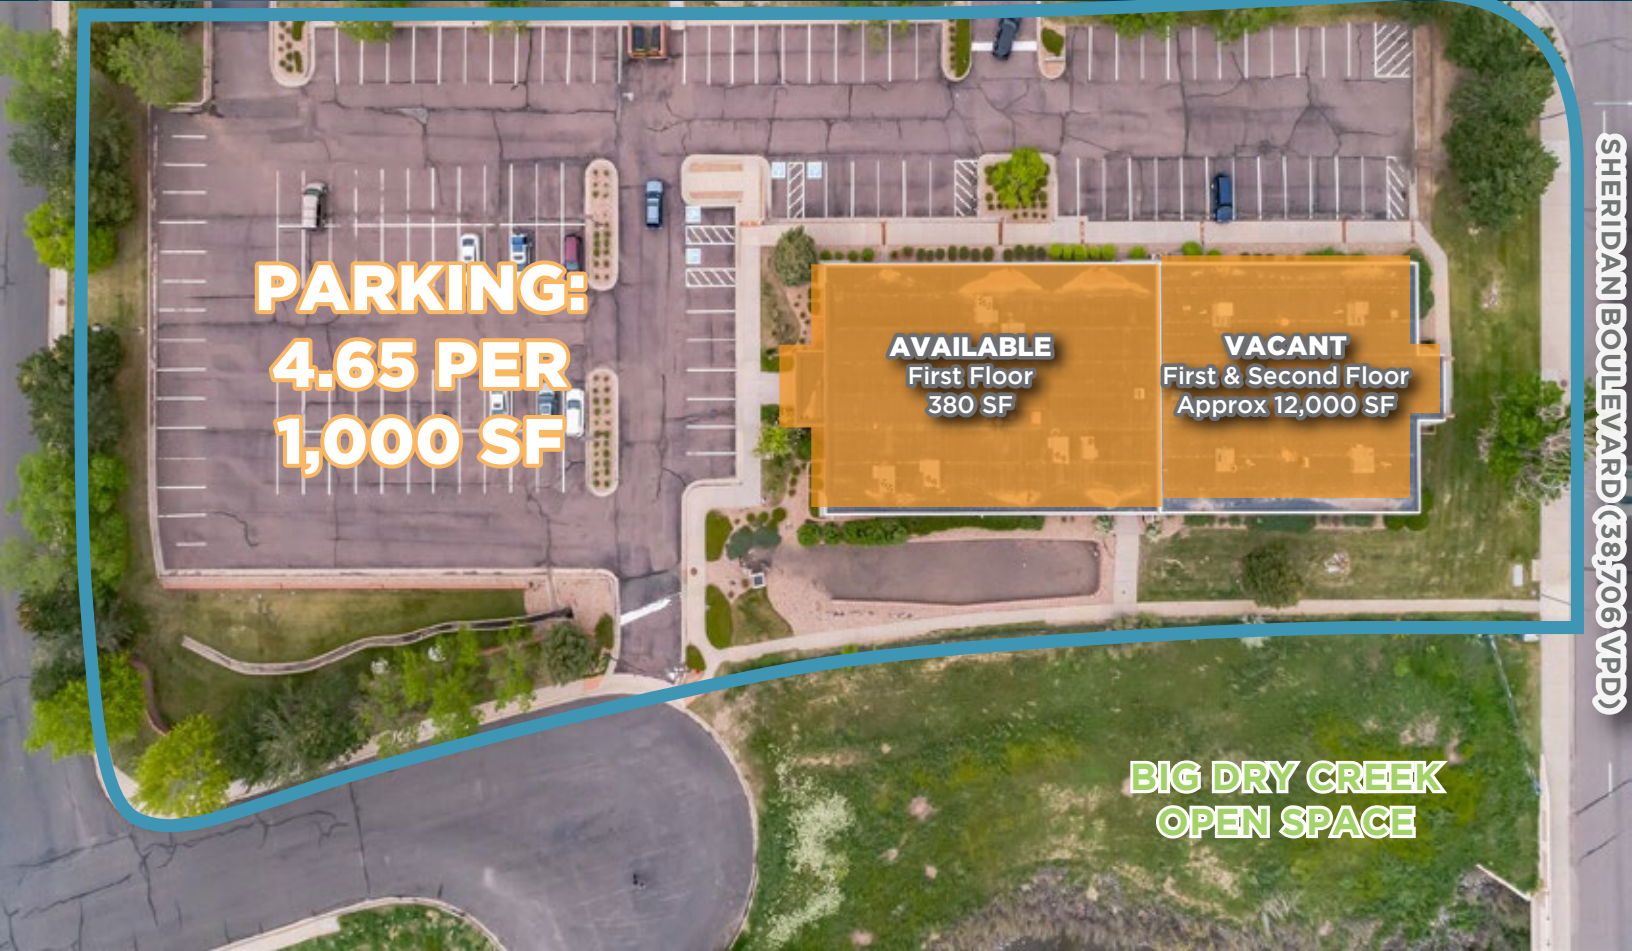 PARKING:
4.65 PER
1,000 SF
AVAILABLE
First Floor
380 SF
VACANT
First & Second Floor
Approx 12,000 SF
SHERIDAN BOULEVARD (38,706 VPD)
BIG DRY CREEK
OPEN SPACE